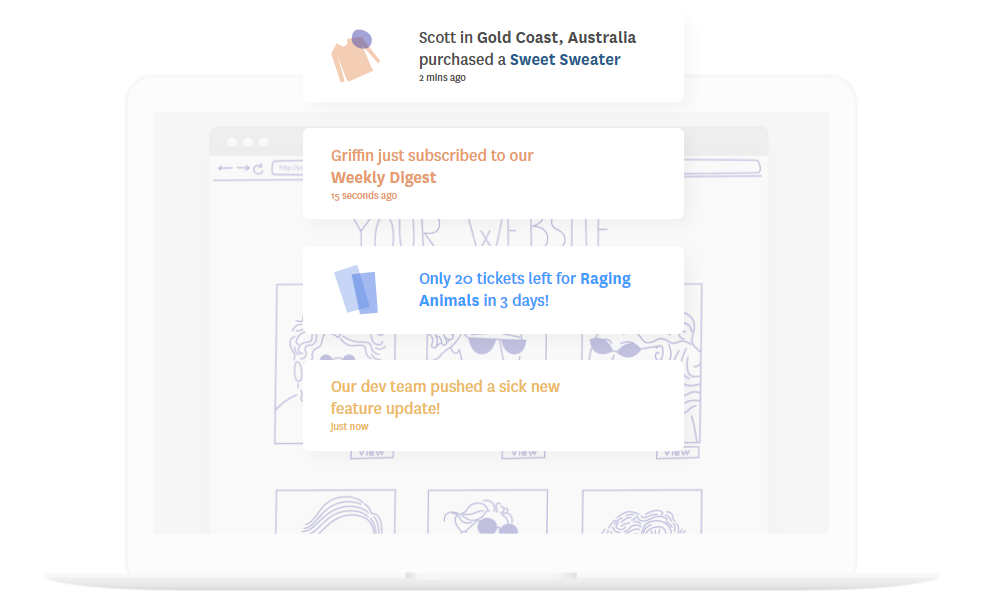 Scott in Gold Coast, Australia
purchased a Sweet Sweater
2 mins ago
Griffin just subscribed to our
Weekly Digest
15 seconds ago
YOUR WEBSITE
Only 20 tickets left for Raging
Animals in 3 days!
Our dev team pushed a sick new
feature update!
just now
VIEW VIEW VIEW